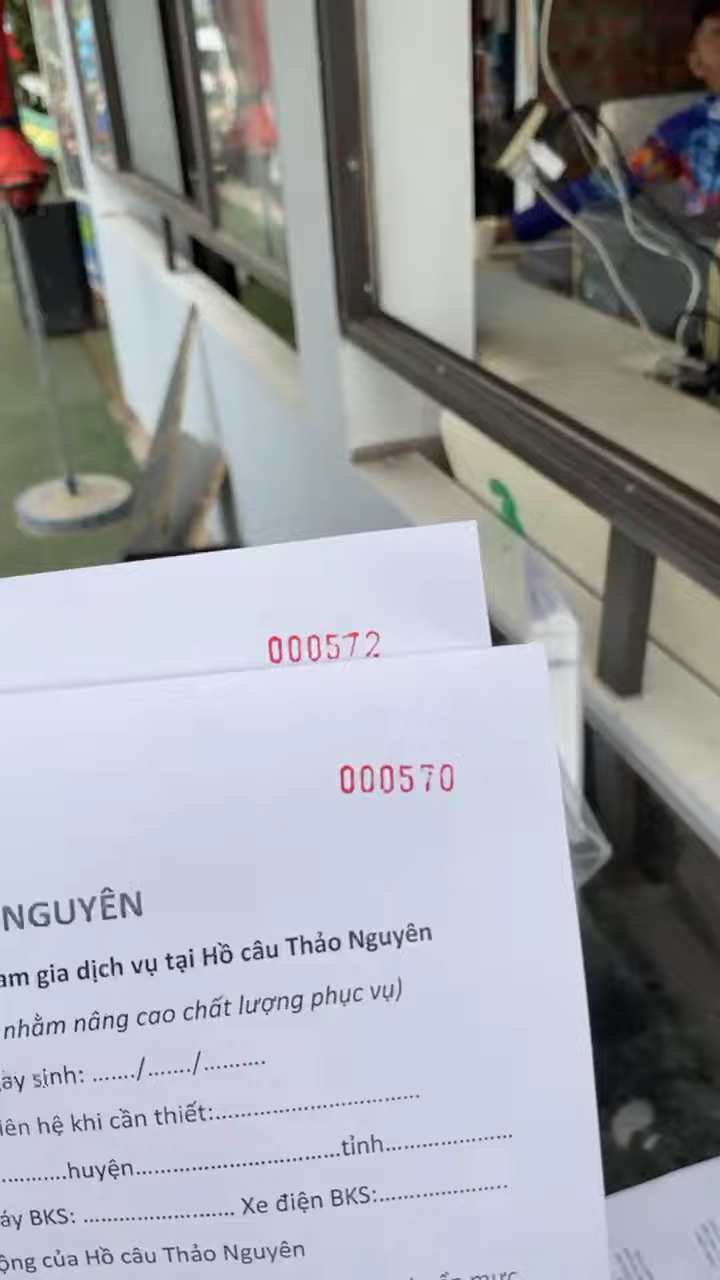 000572
000570
NGUYÊN
am gia dịch vụ tại Hồ câu Thảo Nguyên
nhằm nâng cao chất lượng phục vụ)
ày sinh: ......./......./..........
iên hệ khi cần thiết:...................................
...........huyện...................................tỉnh.....................
áy BKS: .......................... Xe điện BKS:......................
ộng của Hồ câu Thảo Nguyên
mực